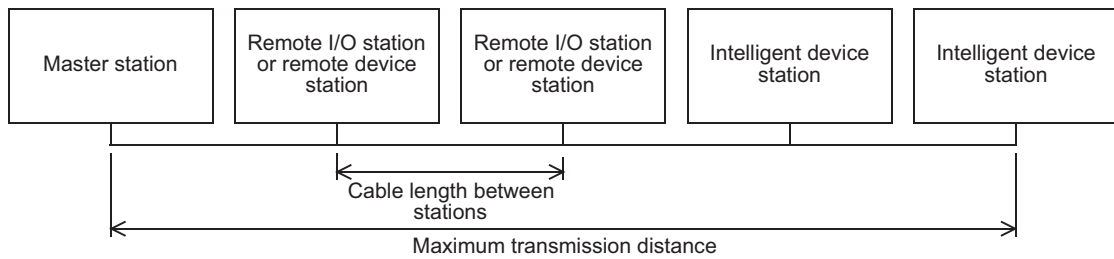 Master station
Remote I/O station
or remote device
station
Remote I/O station
or remote device
station
Intelligent device
station
Intelligent device
station
Cable length between
stations
Maximum transmission distance